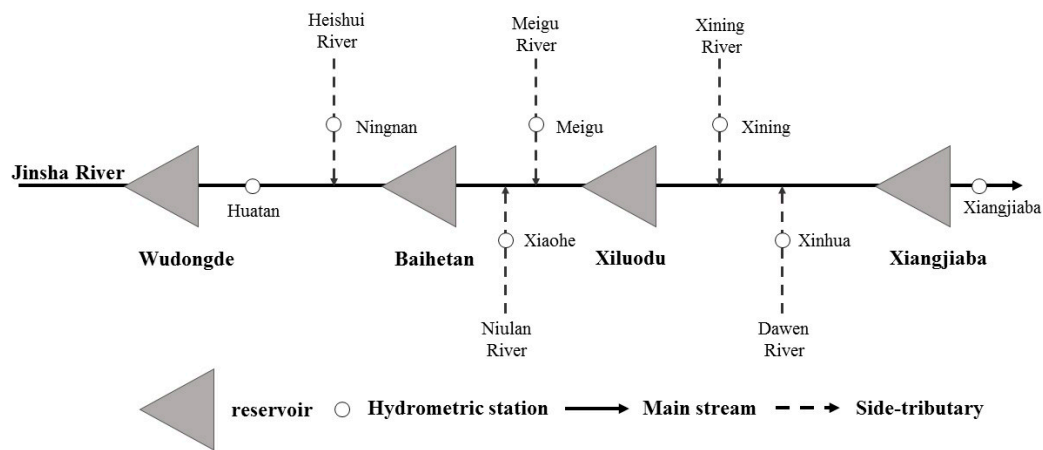 Heishui
River
Meigu
River
Xining
River
Ningnan
Meigu
Xining
Jinsha River
Huatan
Xiangjiaba
Wudongde
Baihetan
Xiaohe
Xiluodu
Xinhua
Xiangjiaba
Niulan
River
Dawen
River
reservoir
Hydrometric station
Main stream
Side-tributary